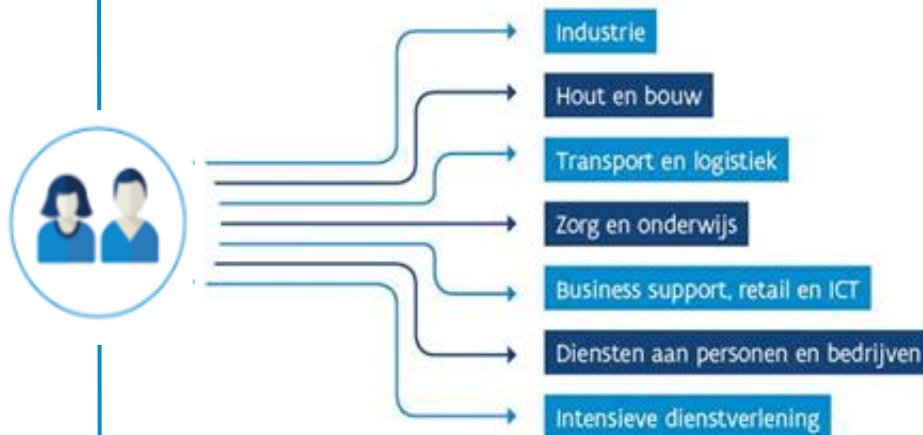 Industrie
Hout en bouw
Transport en logistiek
Zorg en onderwijs
Business support, retail en ICT
Diensten aan personen en bedrijven
Intensieve dienstverlening